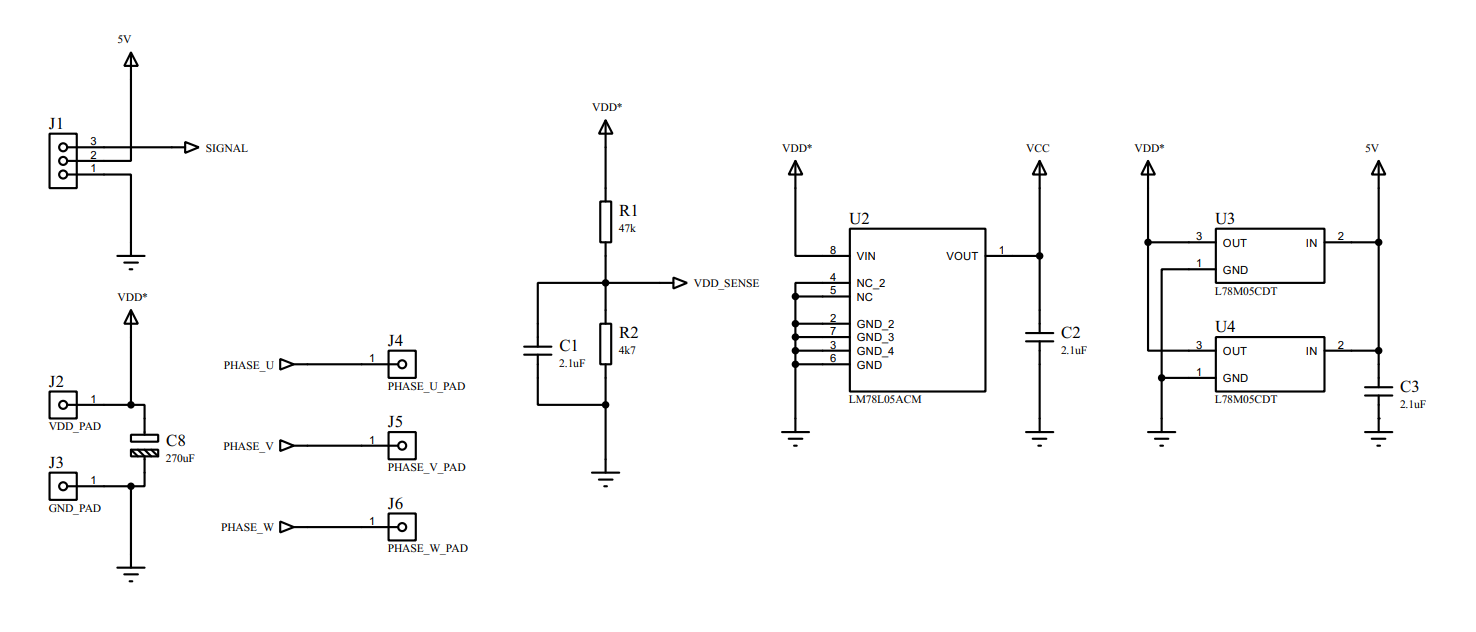 5V
J1
3
2
1
SIGNAL
VDD*
J2
1
VDD_PAD
C8
270uF
J3
1
GND_PAD
PHASE_U
1
J4
PHASE_U_PAD
PHASE_V
1
J5
PHASE_V_PAD
PHASE_W
1
J6
PHASE_W_PAD
VDD*
R1
47k
VDD_SENSE
C1
2.1uF
R2
4k7
VDD*
VCC
U2
8 VIN VOUT 1
4 NC_2
5 NC
2 GND_2
7 GND_3
3 GND_4
6 GND
LM78L05ACM
C2
2.1uF
VDD*
5V
U3
3 OUT IN 2
1 GND
L78M05CDT
U4
3 OUT IN 2
1 GND
L78M05CDT
C3
2.1uF